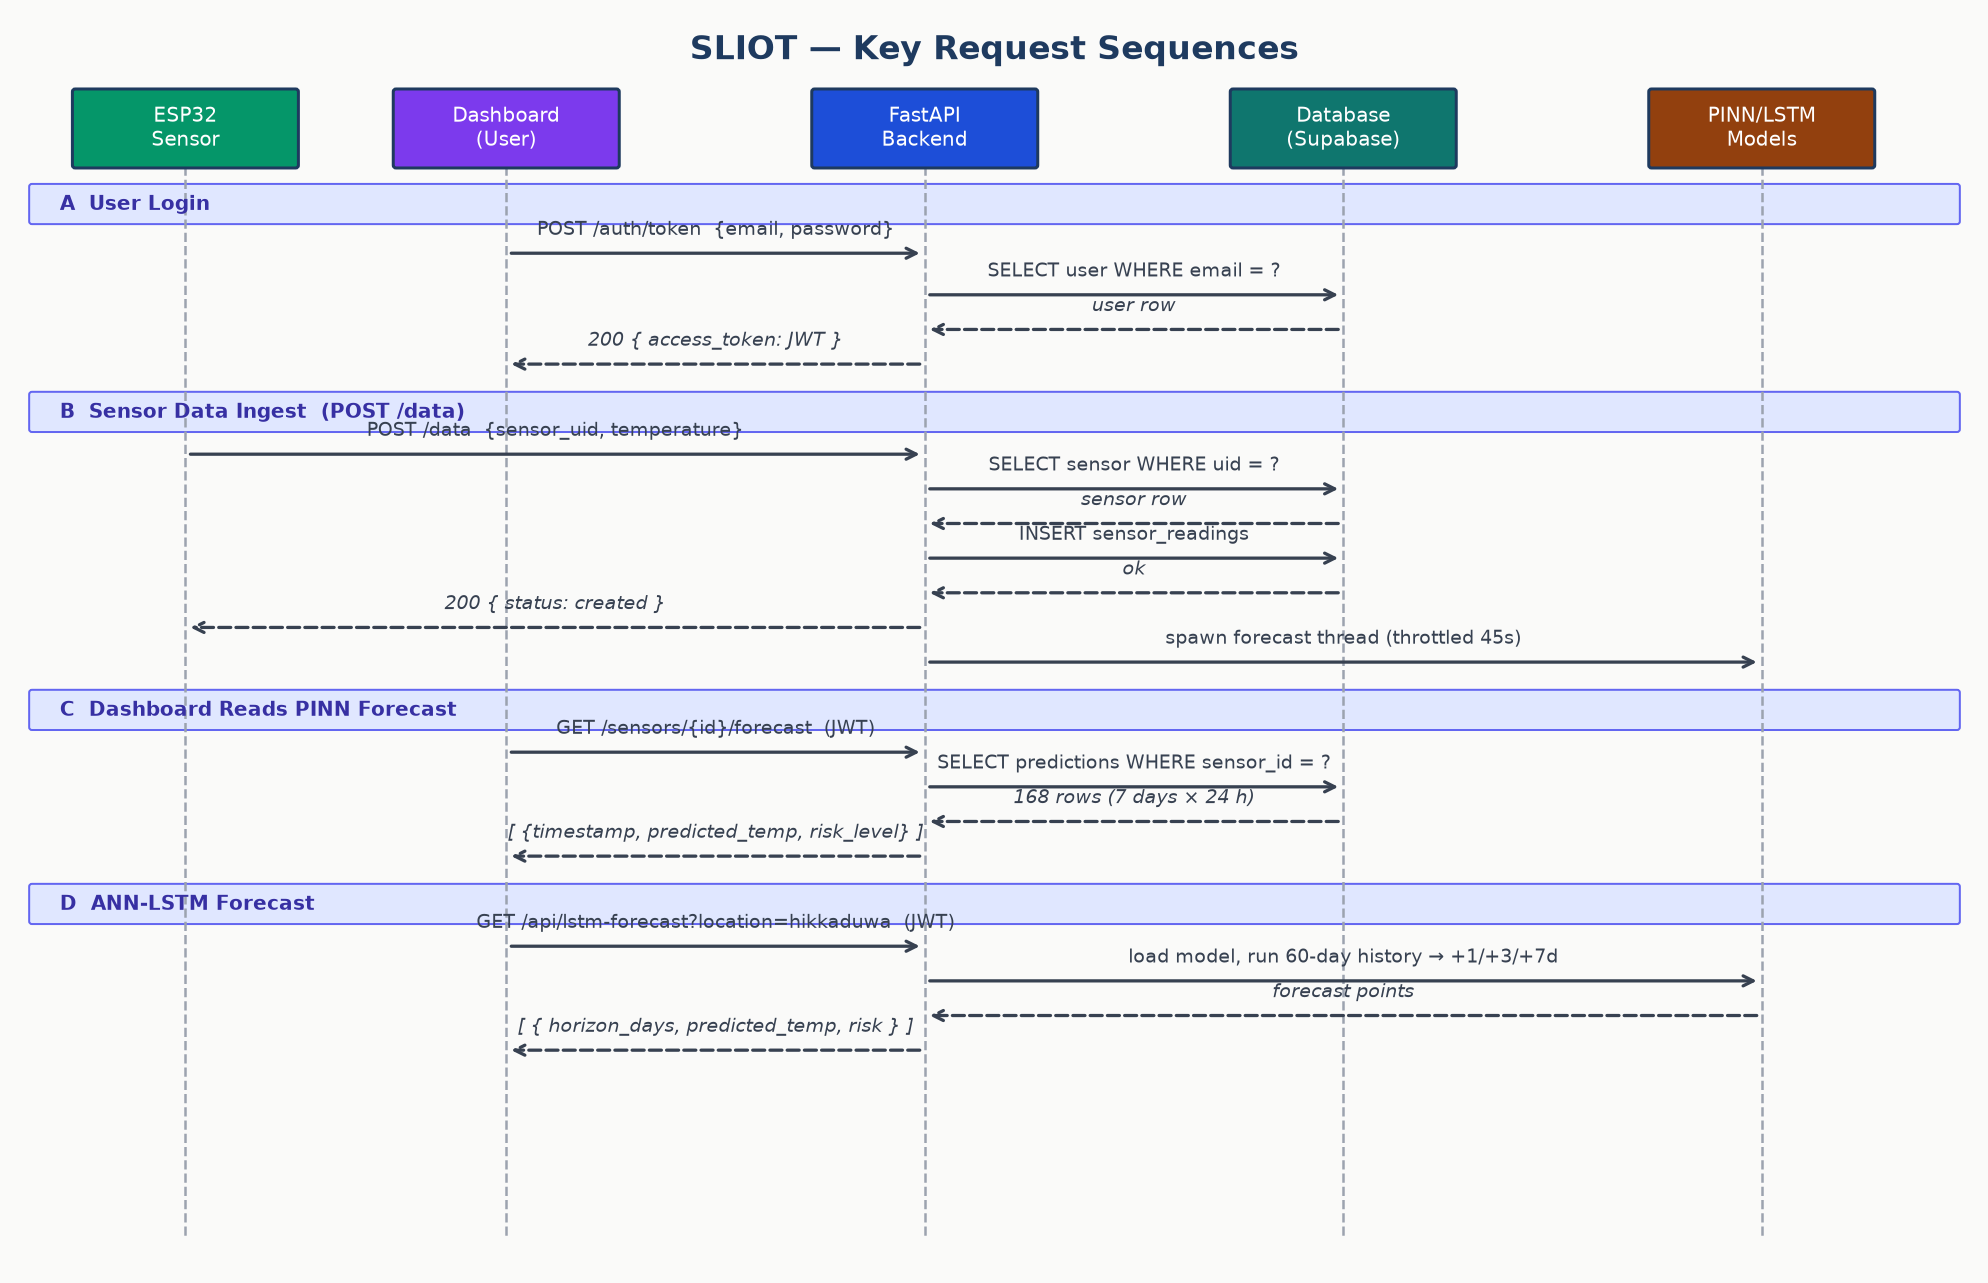 SLIOT — Key Request Sequences
ESP32
Sensor
Dashboard
(User)
FastAPI
Backend
Database
(Supabase)
PINN/LSTM
Models
A  User Login
POST /auth/token  {email, password}
SELECT user WHERE email = ?
user row
200 { access_token: JWT }
B  Sensor Data Ingest  (POST /data)
POST /data  {sensor_uid, temperature}
SELECT sensor WHERE uid = ?
sensor row
INSERT sensor_readings
ok
200 { status: created }
spawn forecast thread (throttled 45s)
C  Dashboard Reads PINN Forecast
GET /sensors/{id}/forecast  (JWT)
SELECT predictions WHERE sensor_id = ?
168 rows (7 days × 24 h)
[ {timestamp, predicted_temp, risk_level} ]
D  ANN-LSTM Forecast
GET /api/lstm-forecast?location=hikkaduwa  (JWT)
load model, run 60-day history → +1/+3/+7d
forecast points
[ { horizon_days, predicted_temp, risk } ]